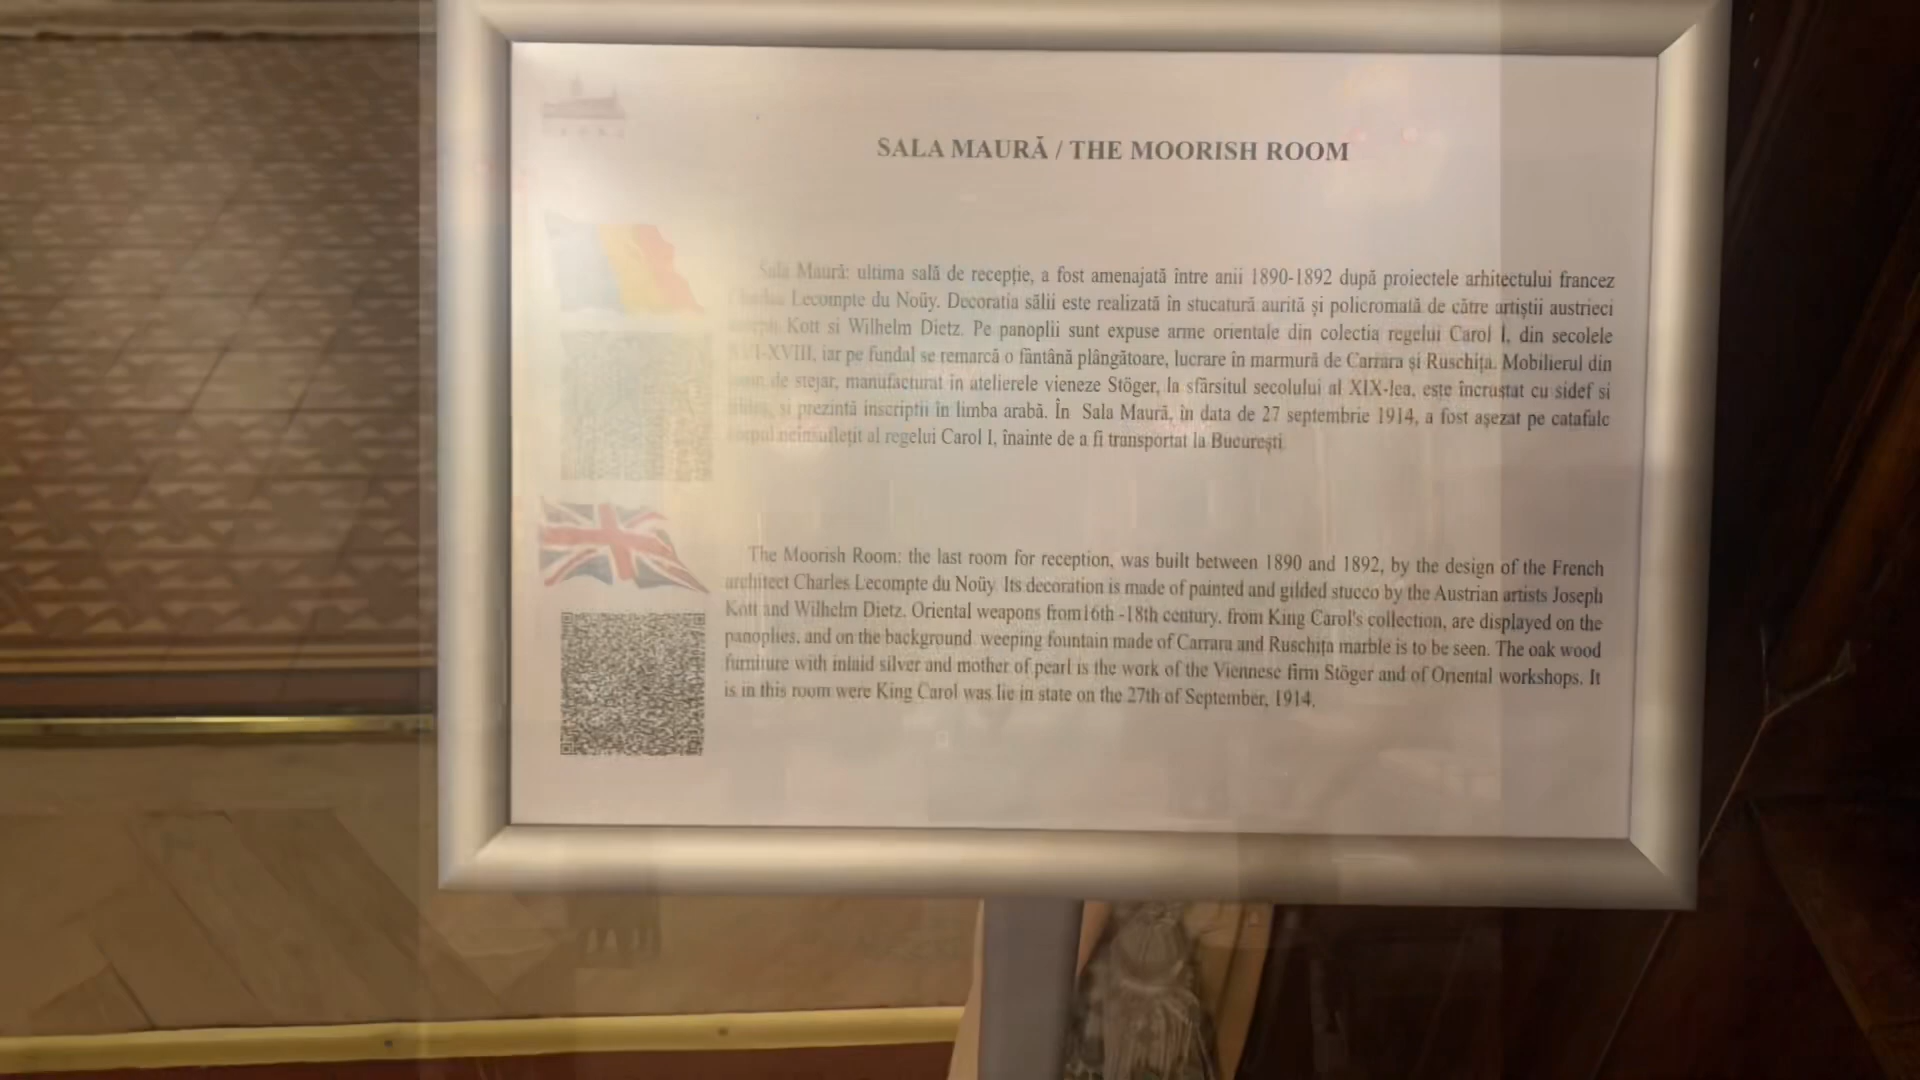 SALA MAURĂ / THE MOORISH ROOM
Sala Maură: ultima sală de recepție, a fost amenajată între anii 1890-1892 după proiectele arhitectului francez
Lecompte du Noüy. Decoratia sălii este realizată în stucatură aurită și policromată de către artiștii austrieci
Kott si Wilhelm Dietz. Pe panoplii sunt expuse arme orientale din colectia regelui Carol I, din secolele
XVI-XVIII, iar pe fundal se remarcă o fântână plângătoare, lucrare în marmură de Carrara și Ruschița. Mobilierul din
de stejar, manufacturat in atelierele vieneze Stöger, la sfârsitul secolului al XIX-lea, este încrustat cu sidef si
si prezintă inscriptii în limba arabă. În Sala Maură, în data de 27 septembrie 1914, a fost așezat pe catafalc
corpul neinsuflețit al regelui Carol I, înainte de a fi transportat la București
The Moorish Room: the last room for reception, was built between 1890 and 1892, by the design of the French
architect Charles Lecompte du Noüy. Its decoration is made of painted and gilded stucco by the Austrian artists Joseph
Kott and Wilhelm Dietz. Oriental weapons from16th -18th century, from King Carol's collection, are displayed on the
panoplies, and on the background weeping fountain made of Carrara and Ruschița marble is to be seen. The oak wood
furniture with inlaid silver and mother of pearl is the work of the Viennese firm Stöger and of Oriental workshops. It
is in this room were King Carol was lie in state on the 27th of September, 1914.